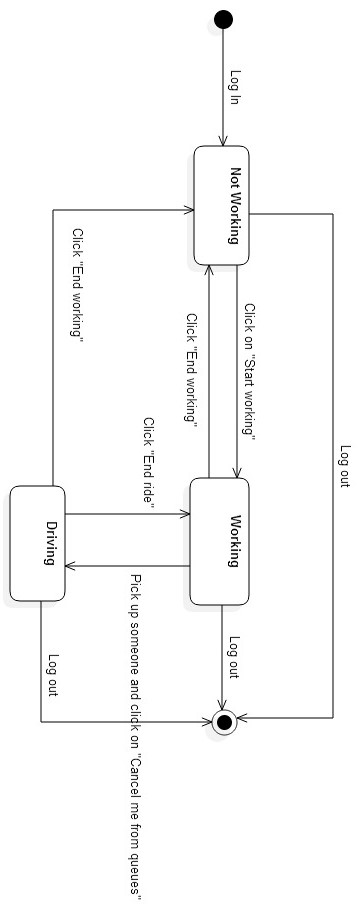 Log In
Not Working
Click "End working"
Click "End working"
Click on "Start working"
Log out
Click "End ride"
Working
Driving
Pick up someone and click on "Cancel me from queues"
Log out
Log out